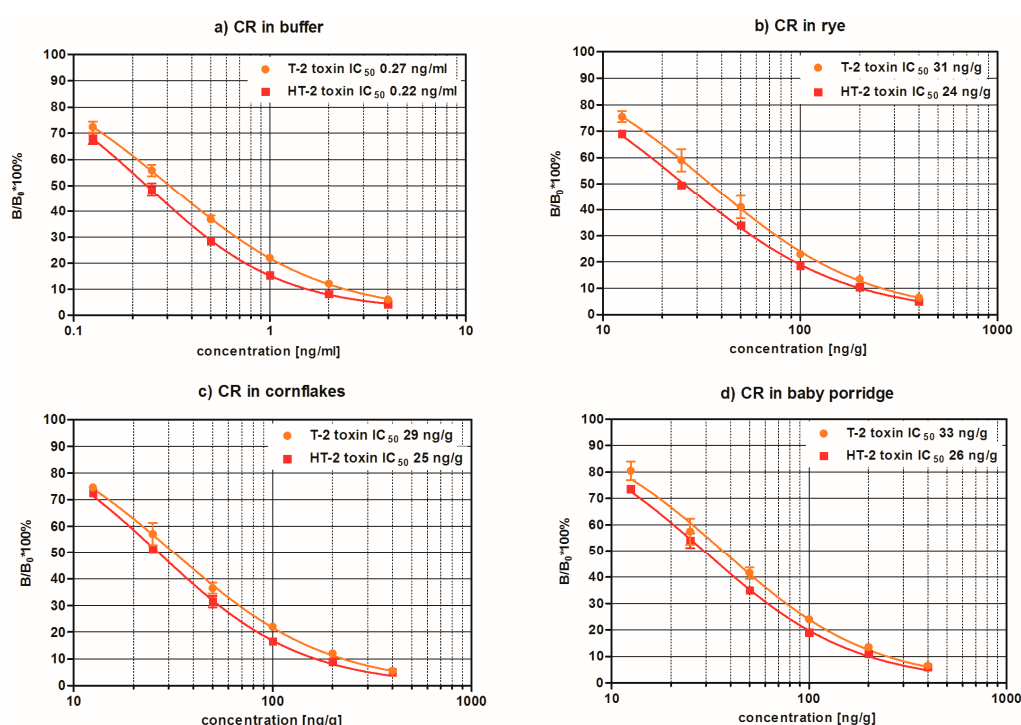 a) CR in buffer
T-2 toxin IC50 0.27 ng/ml
HT-2 toxin IC50 0.22 ng/ml
100
90
80
70
60
50
40
30
20
10
0
B/B0*100%
0.1 1 10
concentration [ng/ml]
b) CR in rye
T-2 toxin IC50 31 ng/g
HT-2 toxin IC50 24 ng/g
100
90
80
70
60
50
40
30
20
10
0
B/B0*100%
10 100 1000
concentration [ng/g]
c) CR in cornflakes
T-2 toxin IC50 29 ng/g
HT-2 toxin IC50 25 ng/g
100
90
80
70
60
50
40
30
20
10
0
B/B0*100%
10 100 1000
concentration [ng/g]
d) CR in baby porridge
T-2 toxin IC50 33 ng/g
HT-2 toxin IC50 26 ng/g
100
90
80
70
60
50
40
30
20
10
0
B/B0*100%
10 100 1000
concentration [ng/g]